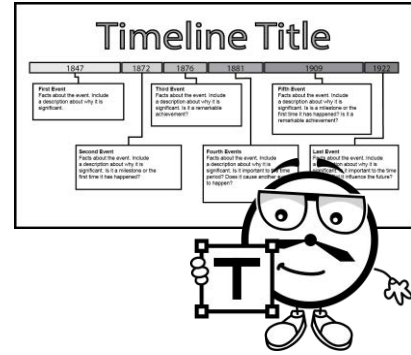 Timeline Title
1847 1872 1876 1881 1909 1922
First Event
Facts about the event. Include
a description about why it is
significant.
Third Event
Facts about the event. Include
a description about why it is
significant. Is it a remarkable
achievement?
Fifth Event
Facts about the event. Include
a description about why it is
significant. Is is a milestone or the
first time it has happened? Is it a
remarkable achievement?
Second Event
Facts about the event. Include
a description about why it is
significant. Is it a milestone or the
first time it has happened?
Fourth Events
Facts about the event. Include
a description about why it is
significant. Is it important to the time
period? Does it cause another
to happen?
Last Event
Facts about the event. Include
a description about why it is
significant. important to the time
influence the future?
T